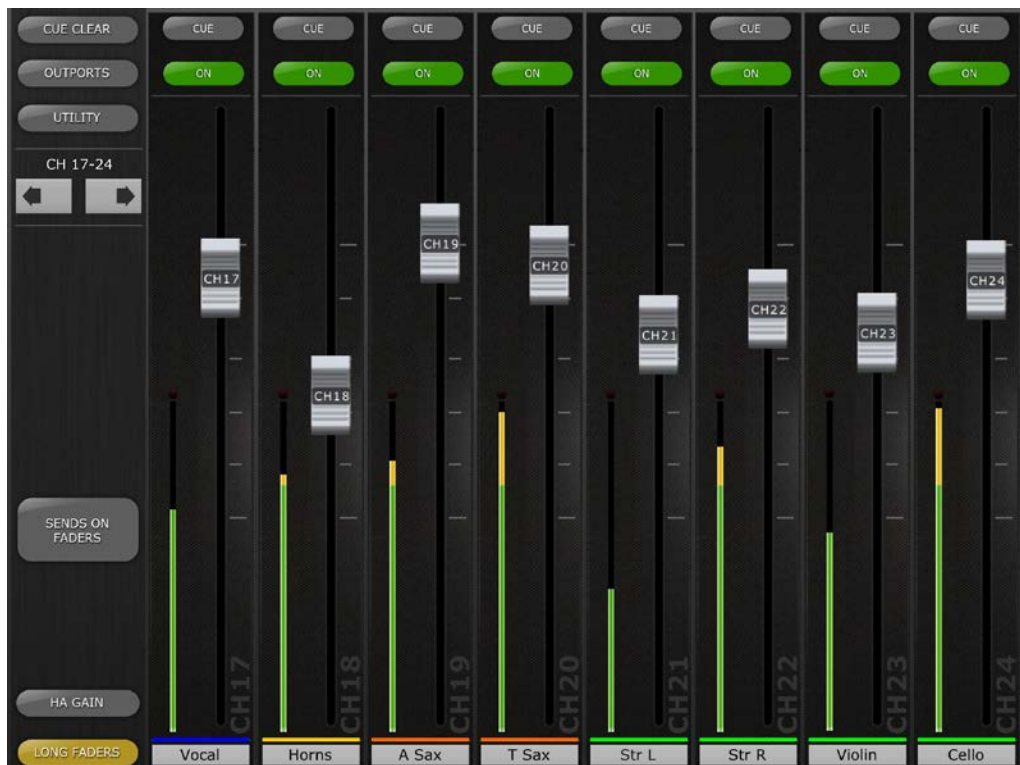 CUE CLEAR
OUTPORTS
UTILITY
CH 17-24
SENDS ON
FADERS
HA GAIN
LONG FADERS
CUE CUE CUE CUE CUE CUE CUE CUE
ON ON ON ON ON ON ON ON
CH17 CH18 CH19 CH20 CH21 CH22 CH23 CH24
CH17 CH18 CH19 CH20 CH21 CH22 CH23 CH24
Vocal Horns A Sax T Sax Str L Str R Violin Cello